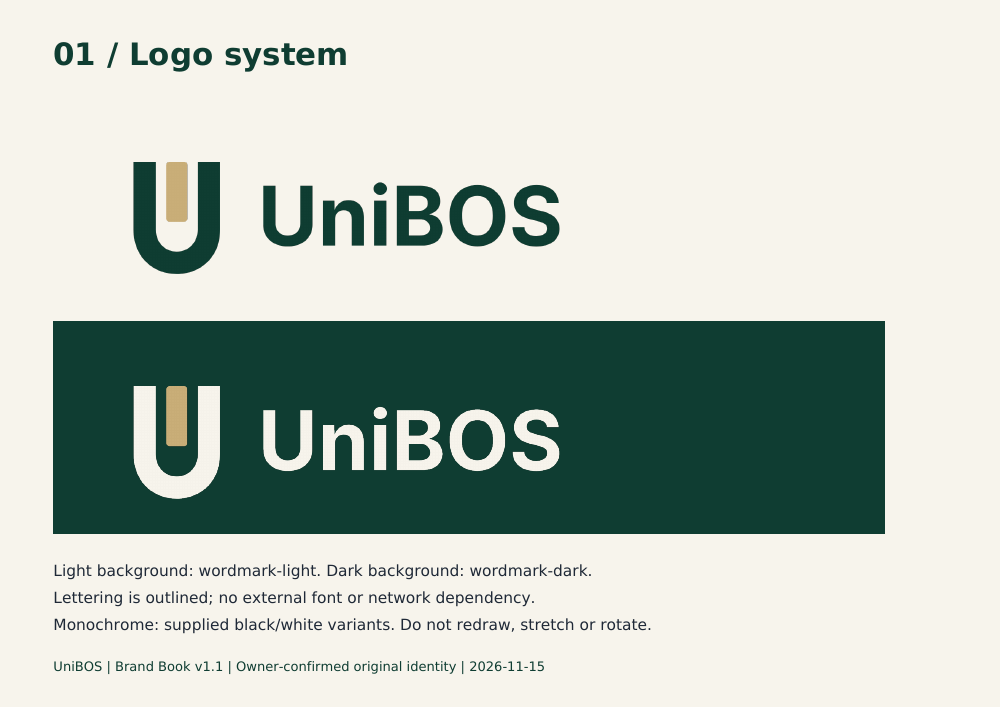 01 / Logo system
UniBOS
UniBOS
Light background: wordmark-light. Dark background: wordmark-dark.
Lettering is outlined; no external font or network dependency.
Monochrome: supplied black/white variants. Do not redraw, stretch or rotate.
UniBOS | Brand Book v1.1 | Owner-confirmed original identity | 2026-11-15